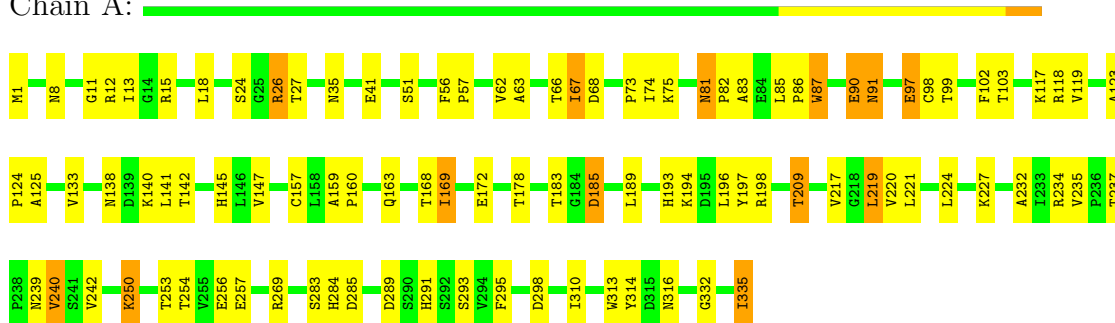 Chain A:
M1 N8 G11 R12 I13 G14 R15 L18 S24 G25 R26 T27 N35 E41 S51 F56 P57 V62 A63 T66 I67 D68 P73 I74 K75 N81 P82 A83 E84 L85 P86 W87 E90 N91 E97 C98 T99 F102 T103 K117 R118 V119
P124 A125 V133 N138 D139 K140 L141 T142 H145 L146 V147 C157 L158 A159 P160 Q163 T168 I169 E172 T178 T183 G184 D185 L189 H193 K194 D195 L196 Y197 R198 T209 V217 G218 L219 V220 L221 L224 K227 A232 I233 R234 V235 P236
P238 N239 V240 S241 V242 K250 T253 T254 V255 E256 E257 R269 S283 H284 D285 D289 S290 H291 S292 S293 V294 F295 D298 I310 W313 Y314 D315 N316 G332 I335